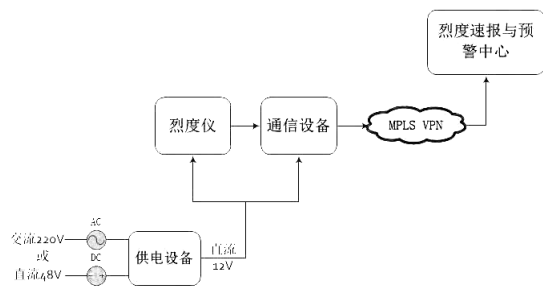 烈度速报与预
警中心
烈度仪
通信设备
MPLS VPN
AC
交流220V
或
DC
直流48V
供电设备
直流
12V